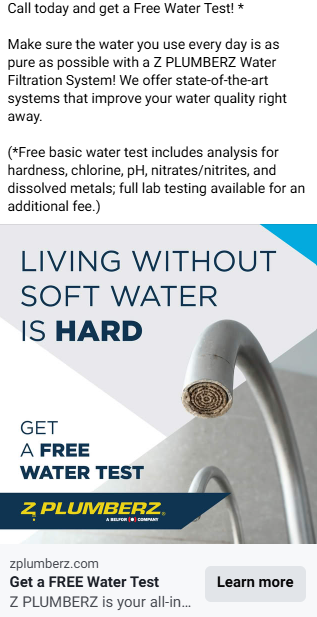 Call today and get a Free Water Test! *
Make sure the water you use every day is as
pure as possible with a Z PLUMBERZ Water
Filtration System! We offer state-of-the-art
systems that improve your water quality right
away.
(*Free basic water test includes analysis for
hardness, chlorine, pH, nitrates/nitrites, and
dissolved metals; full lab testing available for an
additional fee.)
LIVING WITHOUT
SOFT WATER
IS HARD
GET
A FREE
WATER TEST
Z PLUMBERZ
A BELFOR COMPANY
zplumberz.com
Get a FREE Water Test
Learn more
Z PLUMBERZ is your all-in...